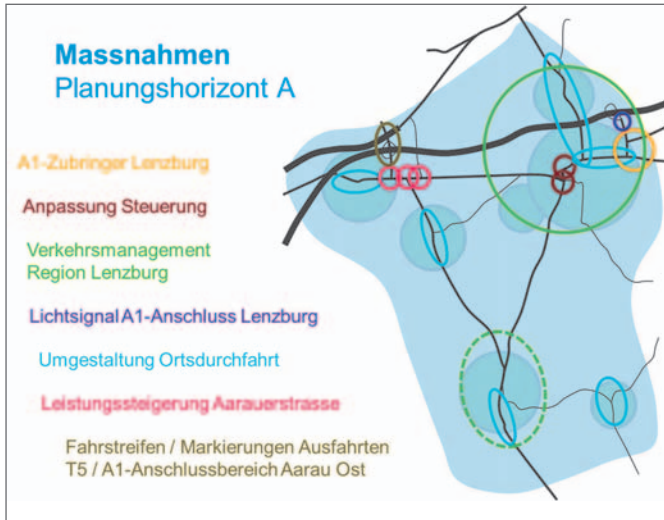 Massnahmen
Planungshorizont A
A1-Zubringer Lenzburg
Anpassung Steuerung
Verkehrsmanagement
Region Lenzburg
Lichtsignal A1-Anschluss Lenzburg
Umgestaltung Ortsdurchfahrt
Leistungssteigerung Aarauerstrasse
Fahrstreifen / Markierungen Ausfahrten
T5 / A1-Anschlussbereich Aarau Ost